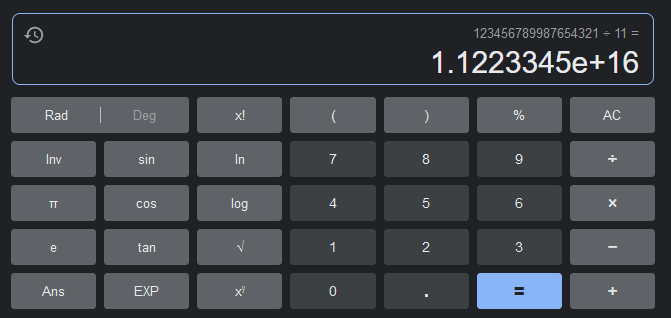 123456789987654321 ÷ 11 =
1.1223345e+16
Rad | Deg x! ( ) % AC
Inv sin ln 7 8 9 ÷
π cos log 4 5 6 ×
e tan √ 1 2 3 −
Ans EXP xʸ 0 . = +